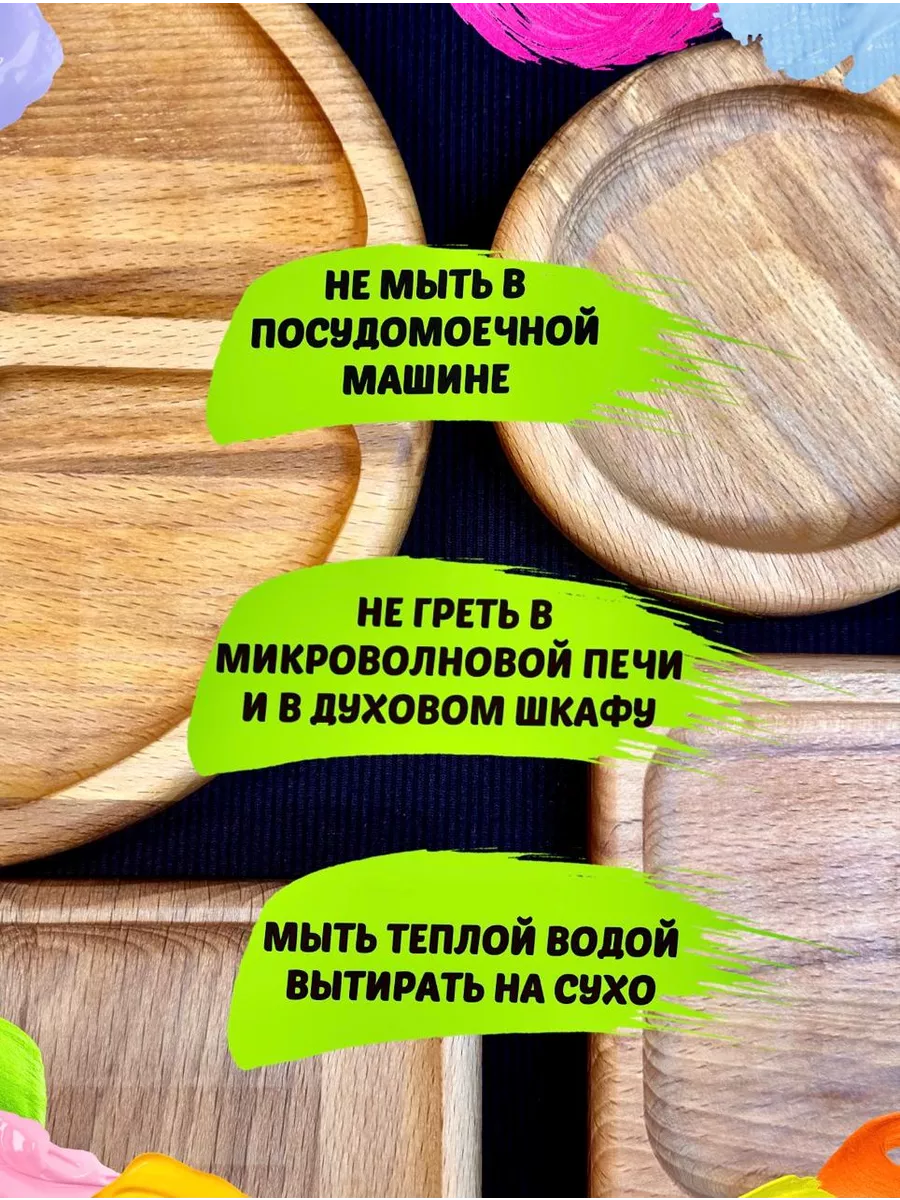 НЕ МЫТЬ В
ПОСУДОМОЕЧНОЙ
МАШИНЕ
НЕ ГРЕТЬ В
МИКРОВОЛНОВОЙ ПЕЧИ
И В ДУХОВОМ ШКАФУ
МЫТЬ ТЕПЛОЙ ВОДОЙ
ВЫТИРАТЬ НА СУХО